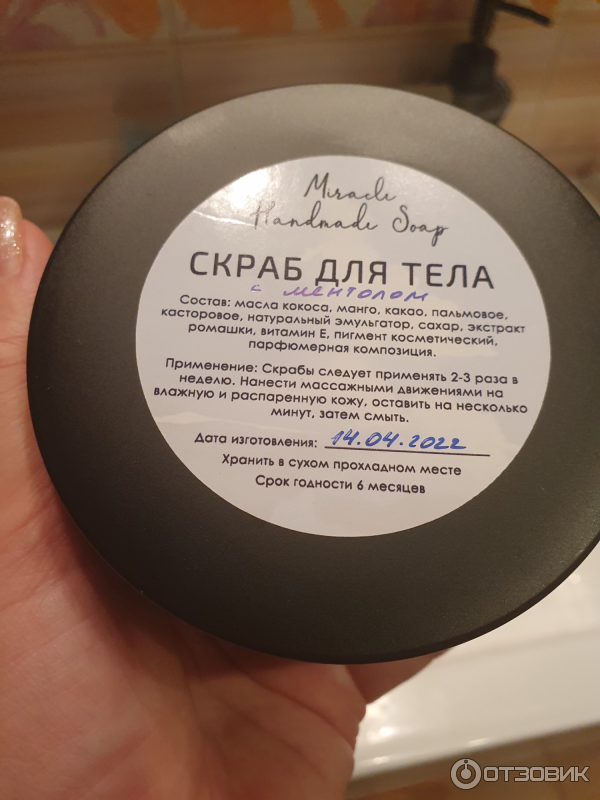 Miracle
Handmade Soap
СКРАБ ДЛЯ ТЕЛА
с ментолом
Состав: масла кокоса, манго, какао, пальмовое,
касторовое, натуральный эмульгатор, сахар, экстракт
ромашки, витамин Е, пигмент косметический,
парфюмерная композиция.
Применение: Скрабы следует применять 2-3 раза в
неделю. Нанести массажными движениями на
влажную и распаренную кожу, оставить на несколько
минут, затем смыть.
Дата изготовления: 14.04.2022
Хранить в сухом прохладном месте
Срок годности 6 месяцев
ОТЗОВИК